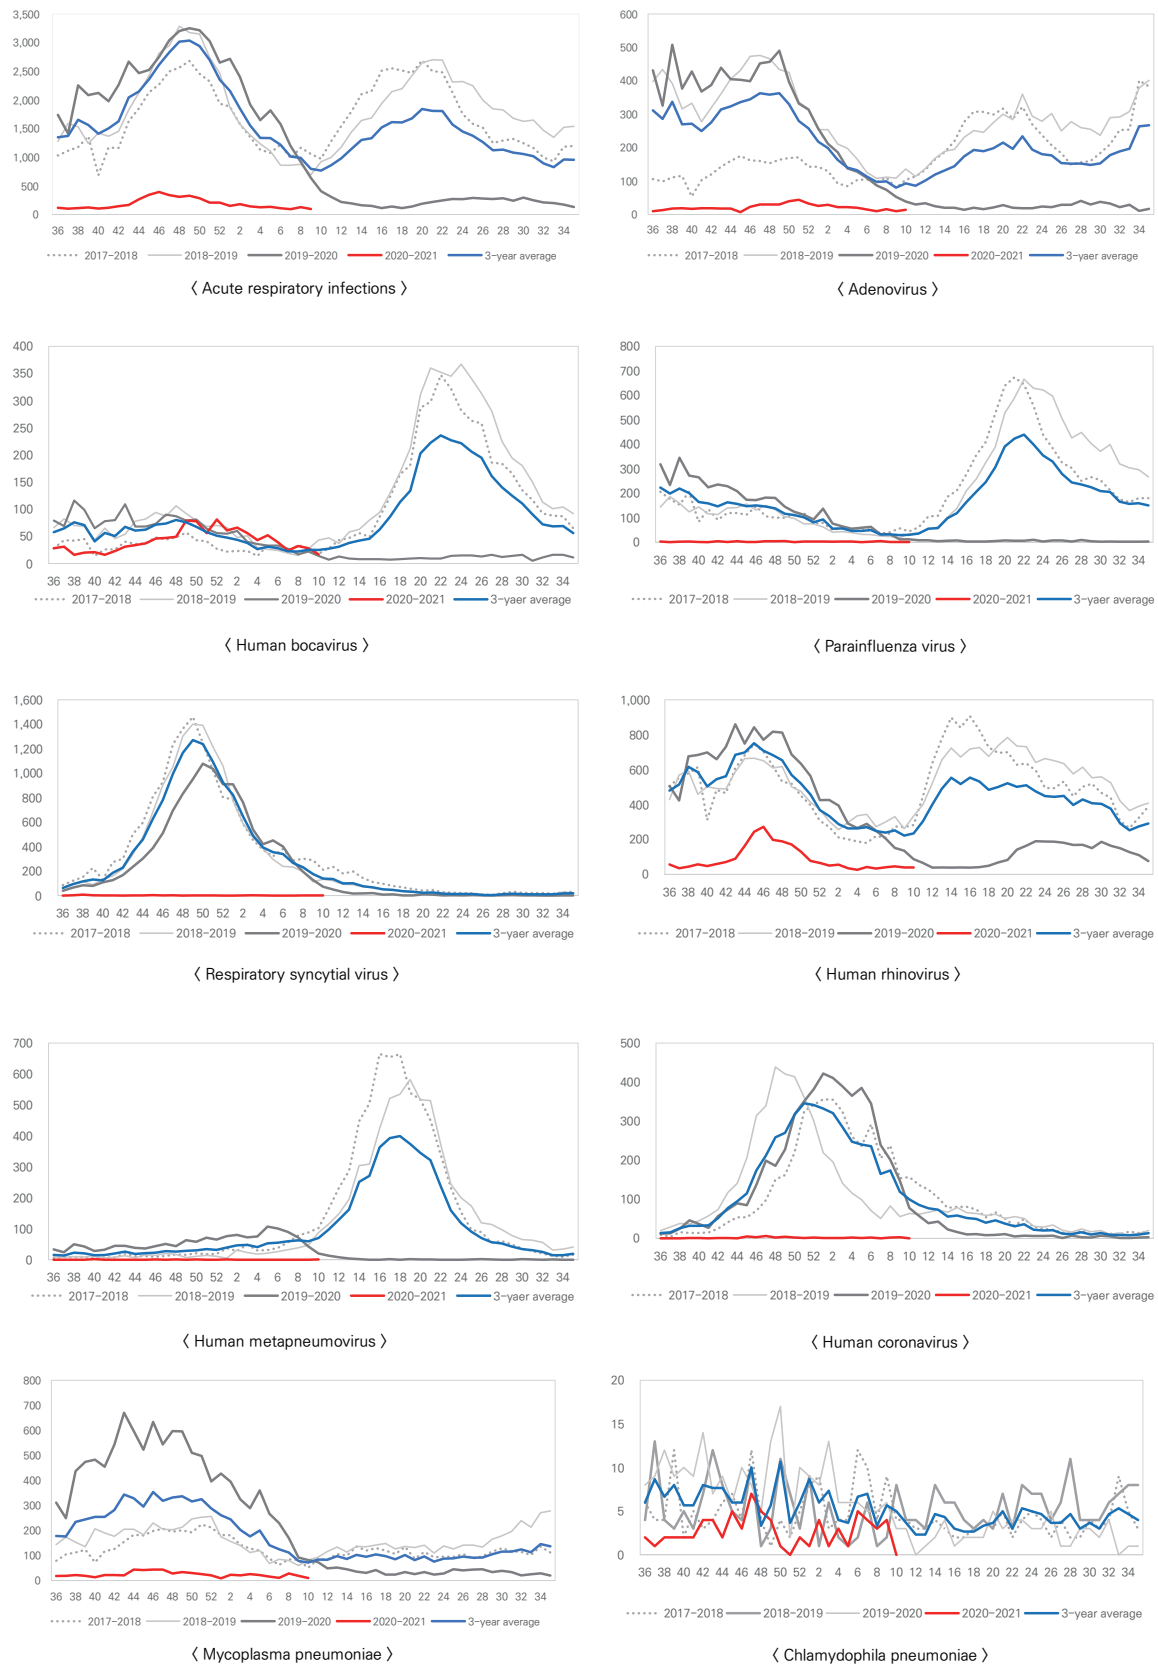 3,500
3,000
2,500
2,000
1,500
1,000
500
0
36 38 40 42 44 46 48 50 52 2 4 6 8 10 12 14 16 18 20 22 24 26 28 30 32 34
2017-2018 2018-2019 2019-2020 2020-2021 3-year average
〈 Acute respiratory infections 〉
600
500
400
300
200
100
0
36 38 40 42 44 46 48 50 52 2 4 6 8 10 12 14 16 18 20 22 24 26 28 30 32 34
2017-2018 2018-2019 2019-2020 2020-2021 3-yaer average
〈 Adenovirus 〉
400
350
300
250
200
150
100
50
0
36 38 40 42 44 46 48 50 52 2 4 6 8 10 12 14 16 18 20 22 24 26 28 30 32 34
2017-2018 2018-2019 2019-2020 2020-2021 3-yaer average
〈 Human bocavirus 〉
800
700
600
500
400
300
200
100
0
36 38 40 42 44 46 48 50 52 2 4 6 8 10 12 14 16 18 20 22 24 26 28 30 32 34
2017-2018 2018-2019 2019-2020 2020-2021 3-yaer average
〈 Parainfluenza virus 〉
1,600
1,400
1,200
1,000
800
600
400
200
0
36 38 40 42 44 46 48 50 52 2 4 6 8 10 12 14 16 18 20 22 24 26 28 30 32 34
2017-2018 2018-2019 2019-2020 2020-2021 3-yaer average
〈 Respiratory syncytial virus 〉
1,000
800
600
400
200
0
36 38 40 42 44 46 48 50 52 2 4 6 8 10 12 14 16 18 20 22 24 26 28 30 32 34
2017-2018 2018-2019 2019-2020 2020-2021 3-yaer average
〈 Human rhinovirus 〉
700
600
500
400
300
200
100
0
36 38 40 42 44 46 48 50 52 2 4 6 8 10 12 14 16 18 20 22 24 26 28 30 32 34
2017-2018 2018-2019 2019-2020 2020-2021 3-yaer average
〈 Human metapneumovirus 〉
500
400
300
200
100
0
36 38 40 42 44 46 48 50 52 2 4 6 8 10 12 14 16 18 20 22 24 26 28 30 32 34
2017-2018 2018-2019 2019-2020 2020-2021 3-yaer average
〈 Human coronavirus 〉
800
700
600
500
400
300
200
100
0
36 38 40 42 44 46 48 50 52 2 4 6 8 10 12 14 16 18 20 22 24 26 28 30 32 34
2017-2018 2018-2019 2019-2020 2020-2021 3-year average
〈 Mycoplasma pneumoniae 〉
20
15
10
5
0
36 38 40 42 44 46 48 50 52 2 4 6 8 10 12 14 16 18 20 22 24 26 28 30 32 34
2017-2018 2018-2019 2019-2020 2020-2021 3-year average
〈 Chlamydophila pneumoniae 〉